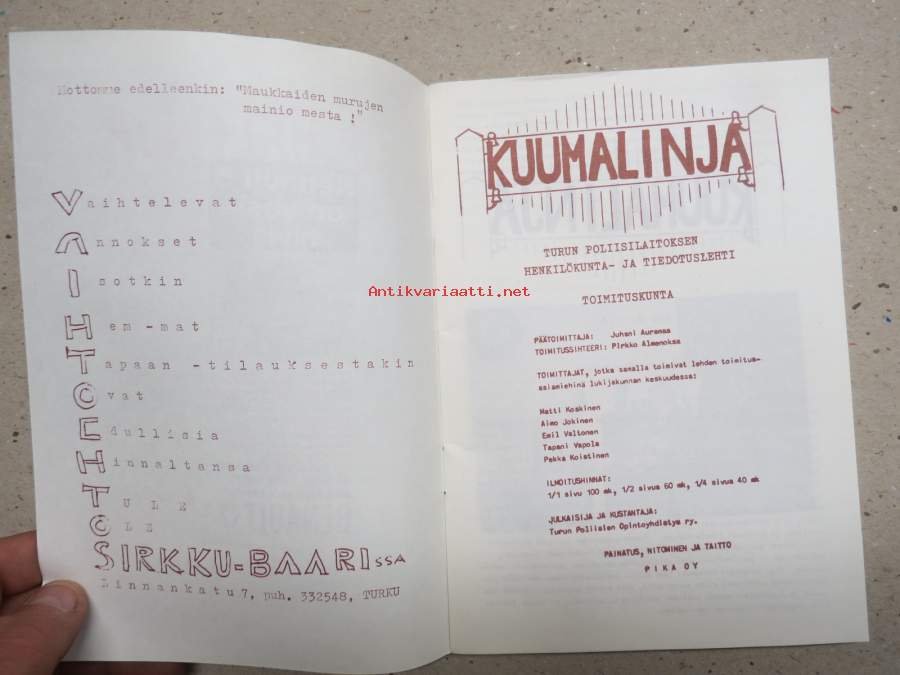 Mottomme edelleenkin: "Maukkaiden murujen
mainio mesta !"
Vaihtelevat
Annokset
Isotkin
Hem -mat
Tapaan -tilauksestakin
Ovat
Edullisia
Hinnaltansa
TULE
OLE
SIRKKU-BAARIssa
Linnankatu 7, puh. 332548, TURKU
KUUMALINJA
TURUN POLIISILAITOKSEN
HENKILÖKUNTA- JA TIEDOTUSLEHTI
Antikvariaatti.net
TOIMITUSKUNTA
PÄÄTOIMITTAJA: Juhani Auramaa
TOIMITUSSIHTEERI: Pirkko Almenoksa
TOIMITTAJAT, jotka samalla toimivat lehden toimitus-
asiamiehinä lukijakunnan keskuudessa:
Matti Koskinen
Aimo Jokinen
Emil Valtonen
Tapani Vapola
Pekka Koistinen
ILMOITUSHINNAT:
1/1 sivu 100 mk, 1/2 sivua 60 mk, 1/4 sivua 40 mk
JULKAISIJA JA KUSTANTAJA:
Turun Poliisien Opintoyhdistys ry.
PAINATUS, NITOMINEN JA TAITTO
PIKA OY